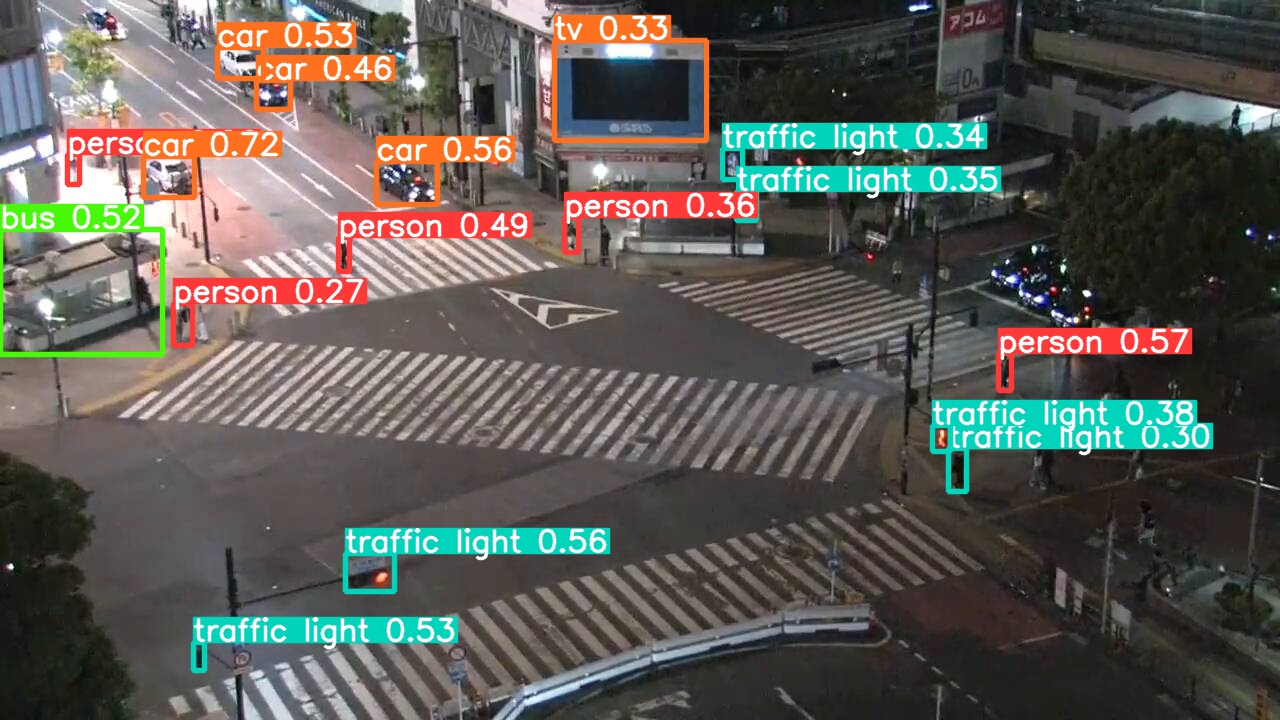 AMERICAN EAGLE
car 0.53
tv 0.33
アコム
car 0.46
0
car 0.72
car 0.56
traffic light 0.34
traffic light 0.35
person 0.36
bus 0.52
person 0.49
person 0.27
person 0.57
traffic light 0.38
traffic light 0.30
traffic light 0.56
traffic light 0.53